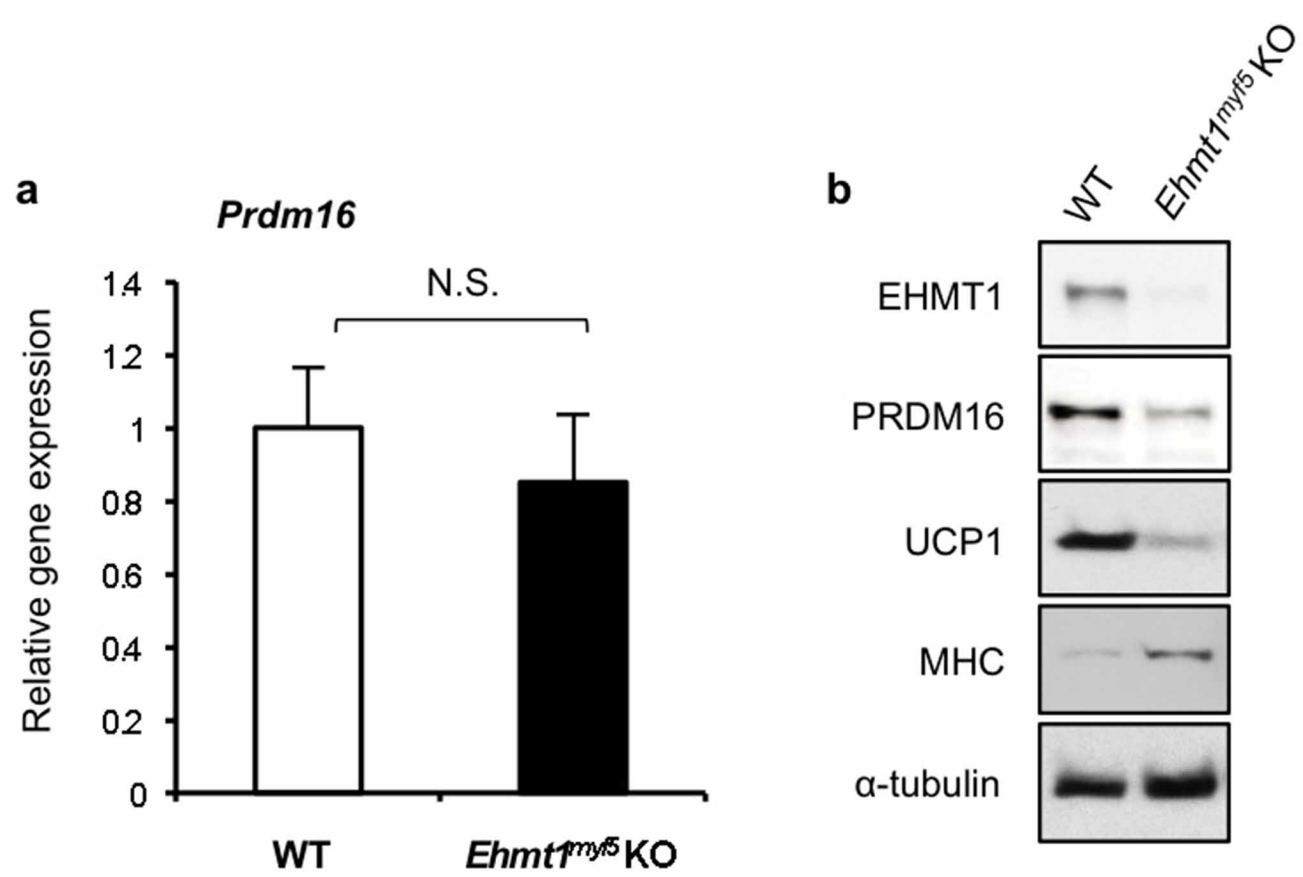 a
Prdm16
Relative gene expression
1.4
1.2
1
0.8
0.6
0.4
0.2
0
N.S.
WT
Ehmt1myf5 KO
b
WT
Ehmt1myf5 KO
EHMT1
PRDM16
UCP1
MHC
α-tubulin